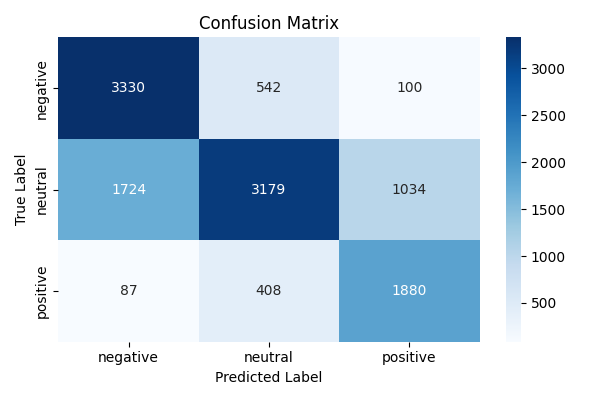 Confusion Matrix
True Label
negative
3330 542 100
neutral
1724 3179 1034
positive
87 408 1880
negative neutral positive
Predicted Label
3000
2500
2000
1500
1000
500